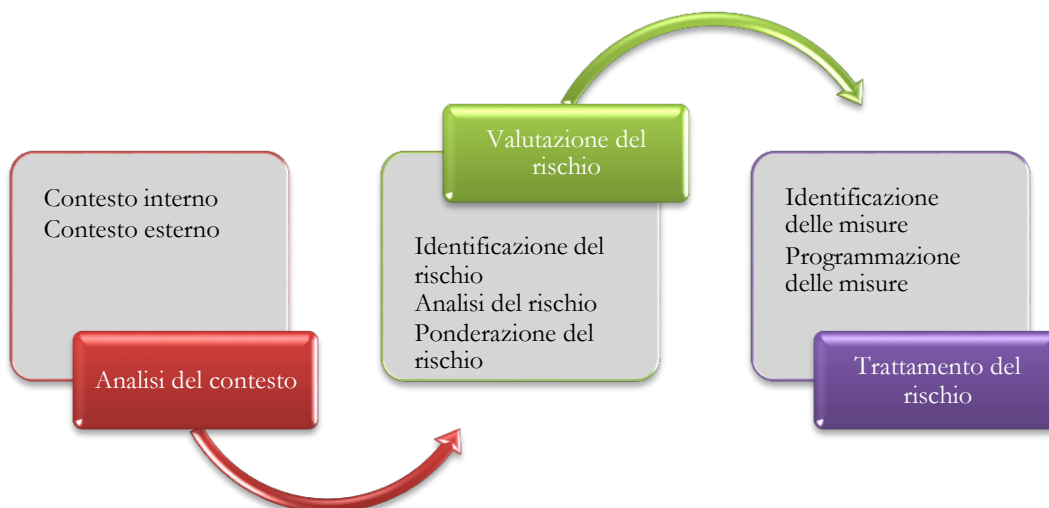 Contesto interno
Contesto esterno
Analisi del contesto
Valutazione del
rischio
Identificazione del
rischio
Analisi del rischio
Ponderazione del
rischio
Identificazione
delle misure
Programmazione
delle misure
Trattamento del
rischio